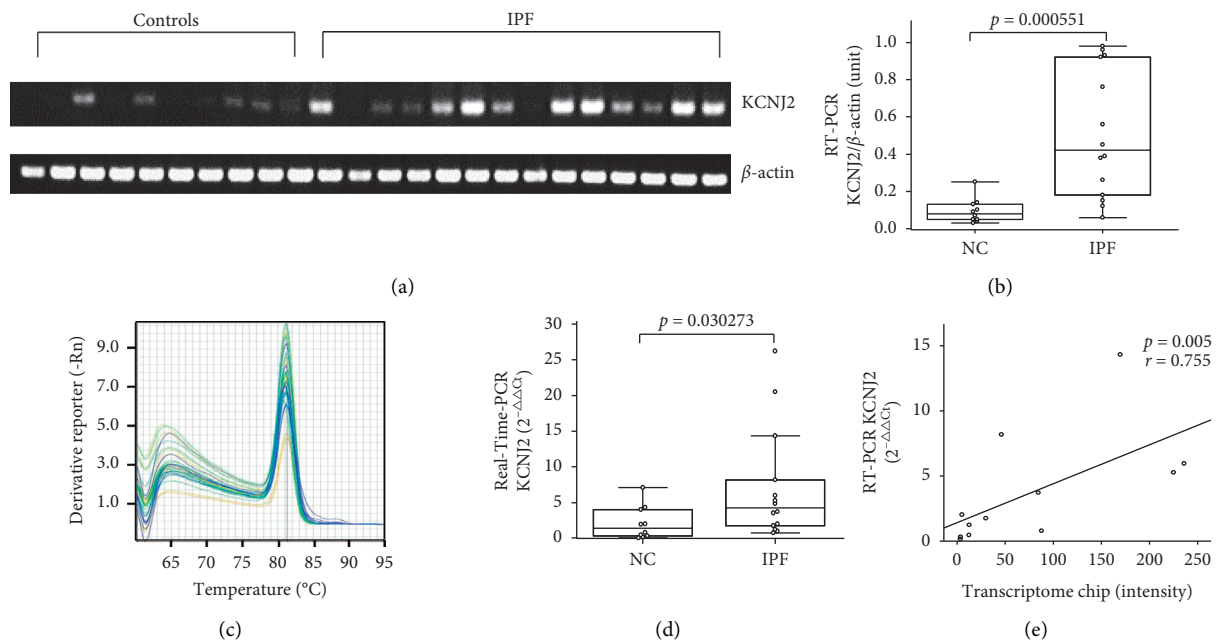 Controls
IPF
KCNJ2
β-actin
(a)
p = 0.000551
1.0
0.8
0.6
0.4
0.2
0.0
RT-PCR
KCNJ2/β-actin (unit)
NC
IPF
(b)
9.0
7.0
5.0
3.0
1.0
Derivative reporter (-Rn)
65
70
75
80
85
90
95
Temperature (°C)
(c)
p = 0.030273
30
25
20
15
10
5
0
Real-Time-PCR
KCNJ2 (2^−△△Ct)
NC
IPF
(d)
p = 0.005
r = 0.755
15
10
5
0
RT-PCR KCNJ2
(2^−△△Ct)
0
50
100
150
200
250
Transcriptome chip (intensity)
(e)